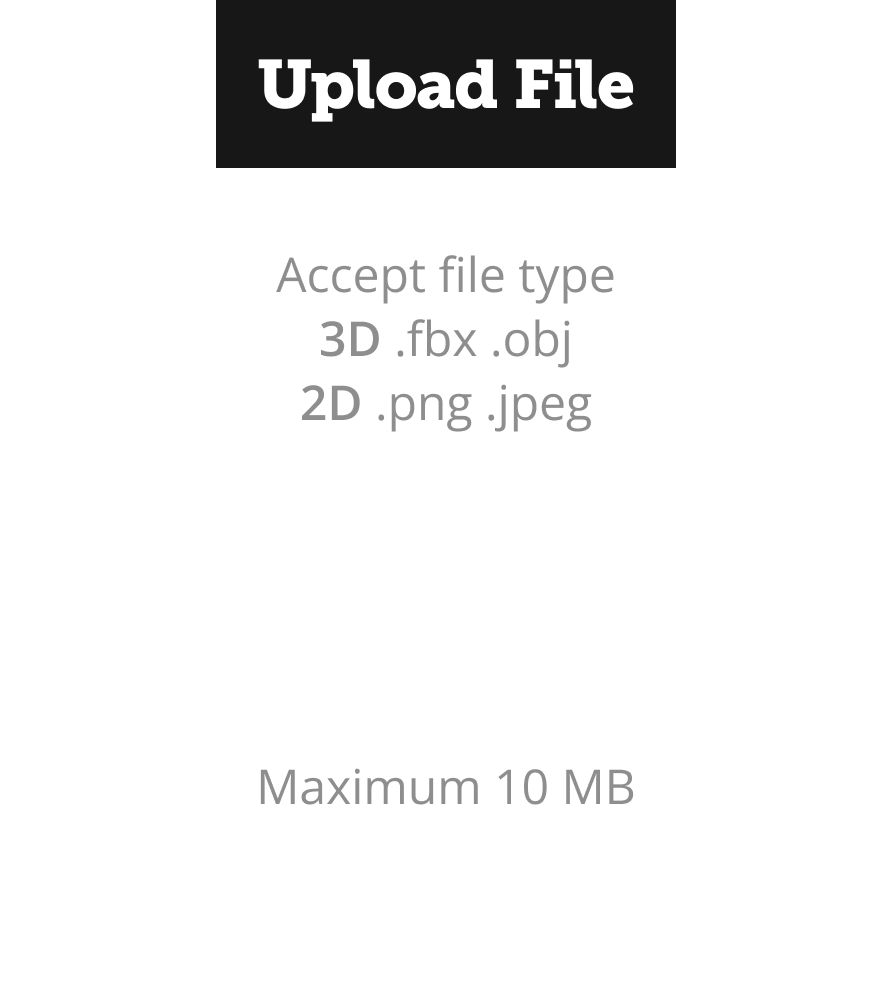 Upload File
Accept file type
3D .fbx .obj
2D .png .jpeg
Maximum 10 MB